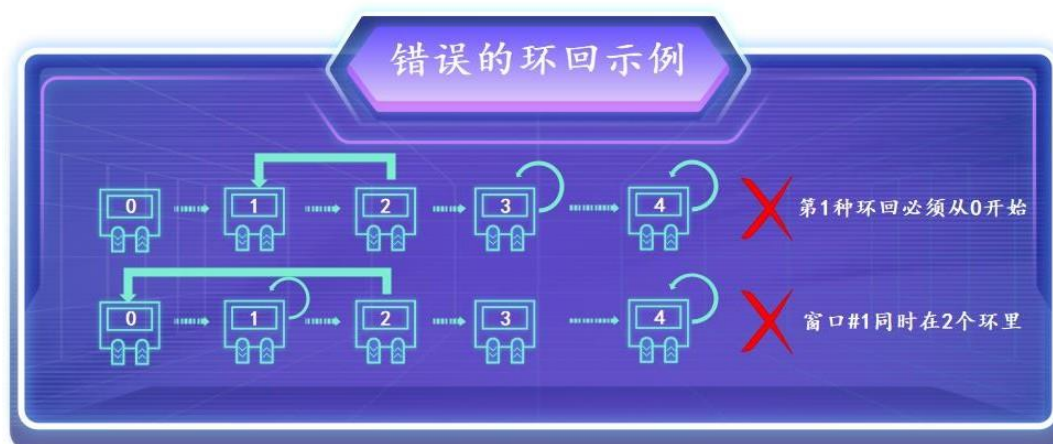 错误的环回示例
0 1 2 3 4 第1种环回必须从0开始
0 1 2 3 4 窗口#1同时在2个环里